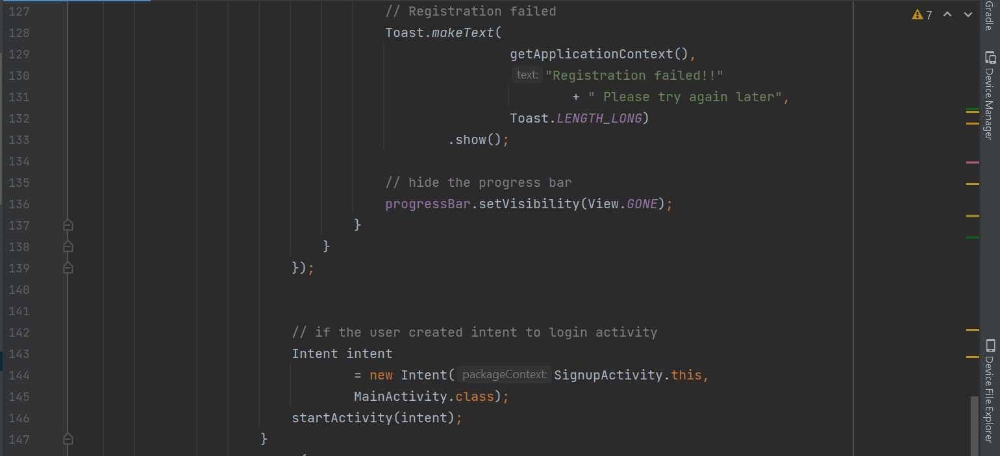 127 // Registration failed
128 Toast.makeText(
129 getApplicationContext(),
130 text: "Registration failed!!"
131 + " Please try again later",
132 Toast.LENGTH_LONG)
133 .show();
134
135 // hide the progress bar
136 progressBar.setVisibility(View.GONE);
137 }
138 }
139 });
140
141
142 // if the user created intent to login activity
143 Intent intent
144 = new Intent( packageContext: SignupActivity.this,
145 MainActivity.class);
146 startActivity(intent);
147 }
7
Gradle
Device Manager
Device File Explorer